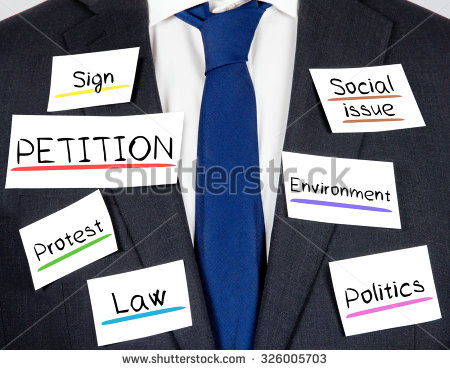 Sign
PETITION
Protest
Law
Social
issue
Environment
Politics
shutterstock
www.shutterstock.com · 326005703